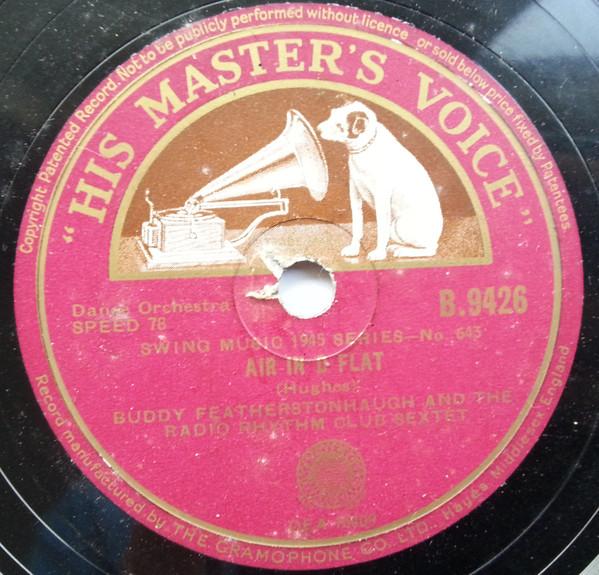 Copyright Patented Record. Not to be publicly performed without licence or sold below price fixed by Patentees.
"HIS MASTER'S VOICE"
Dance Orchestra
SPEED 78
B.9426
SWING MUSIC 1945 SERIES—No. 643
AIR IN D FLAT
(Hughes)
BUDDY FEATHERSTONHAUGH AND THE
RADIO RHYTHM CLUB SEXTET
Record manufactured by THE GRAMOPHONE CO. LTD., Hayes, Middlesex, England